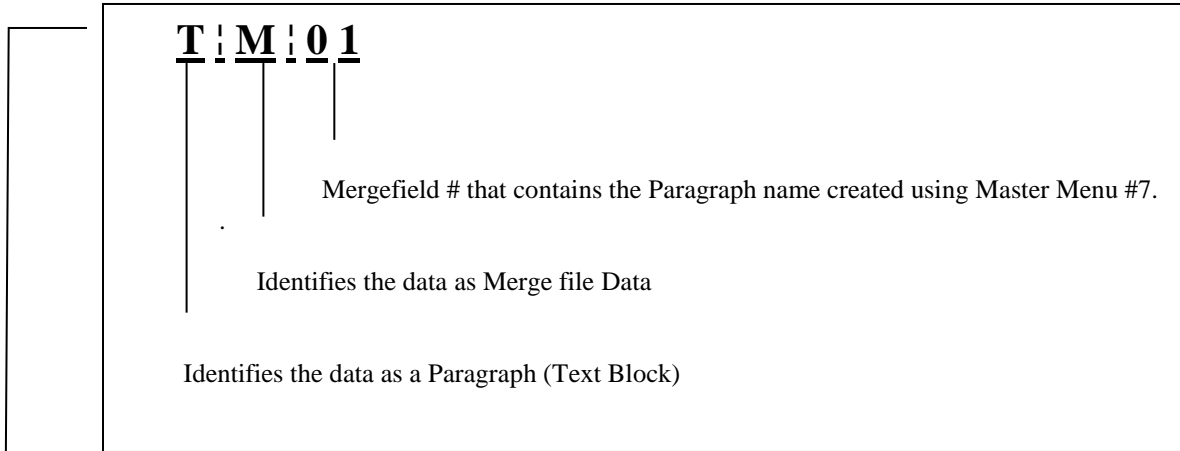 T ¦ M ¦ 0 1
Mergefield # that contains the Paragraph name created using Master Menu #7.
.
Identifies the data as Merge file Data
Identifies the data as a Paragraph (Text Block)